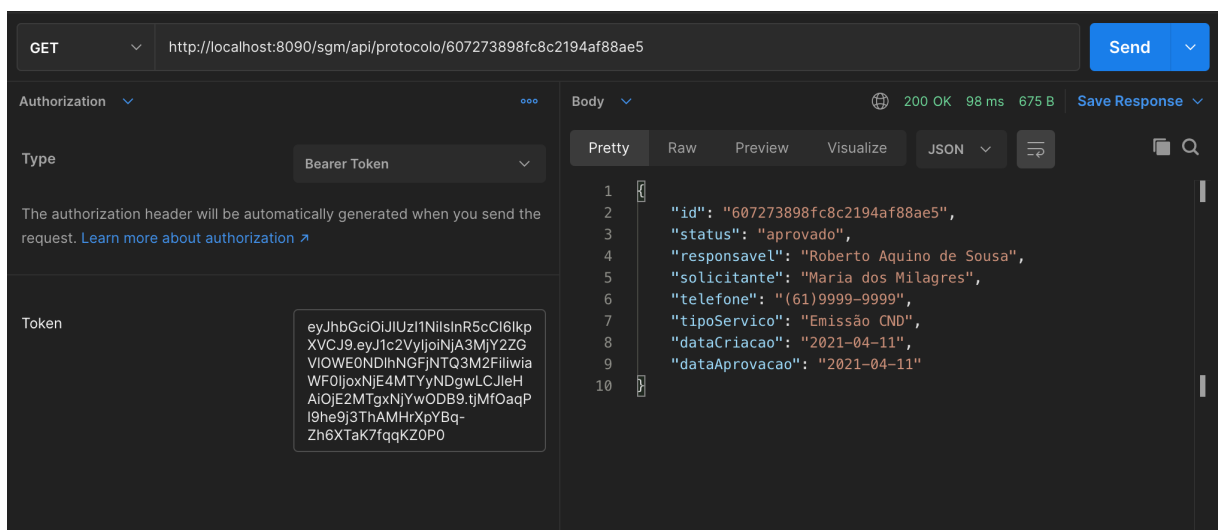 GET http://localhost:8090/sgm/api/protocolo/607273898fc8c2194af88ae5 Send
Authorization
Type Bearer Token
The authorization header will be automatically generated when you send the
request. Learn more about authorization ↗
Token
eyJhbGciOiJIUzI1NiIsInR5cCI6Ikp
XVCJ9.eyJ1c2VyIjoiNjA3MjY2ZG
VlOWE0NDlhNGFjNTQ3M2FiIiwia
WF0IjoxNjE4MTYyNDgwLCJleH
AiOjE2MTgxNjYwODB9.tjMfOaqP
I9he9j3ThAMHrXpYBq-
Zh6XTaK7fqqKZ0P0
Body 200 OK 98 ms 675 B Save Response
Pretty Raw Preview Visualize JSON
1 {
2 "id": "607273898fc8c2194af88ae5",
3 "status": "aprovado",
4 "responsavel": "Roberto Aquino de Sousa",
5 "solicitante": "Maria dos Milagres",
6 "telefone": "(61)9999-9999",
7 "tipoServico": "Emissão CND",
8 "dataCriacao": "2021-04-11",
9 "dataAprovacao": "2021-04-11"
10 }